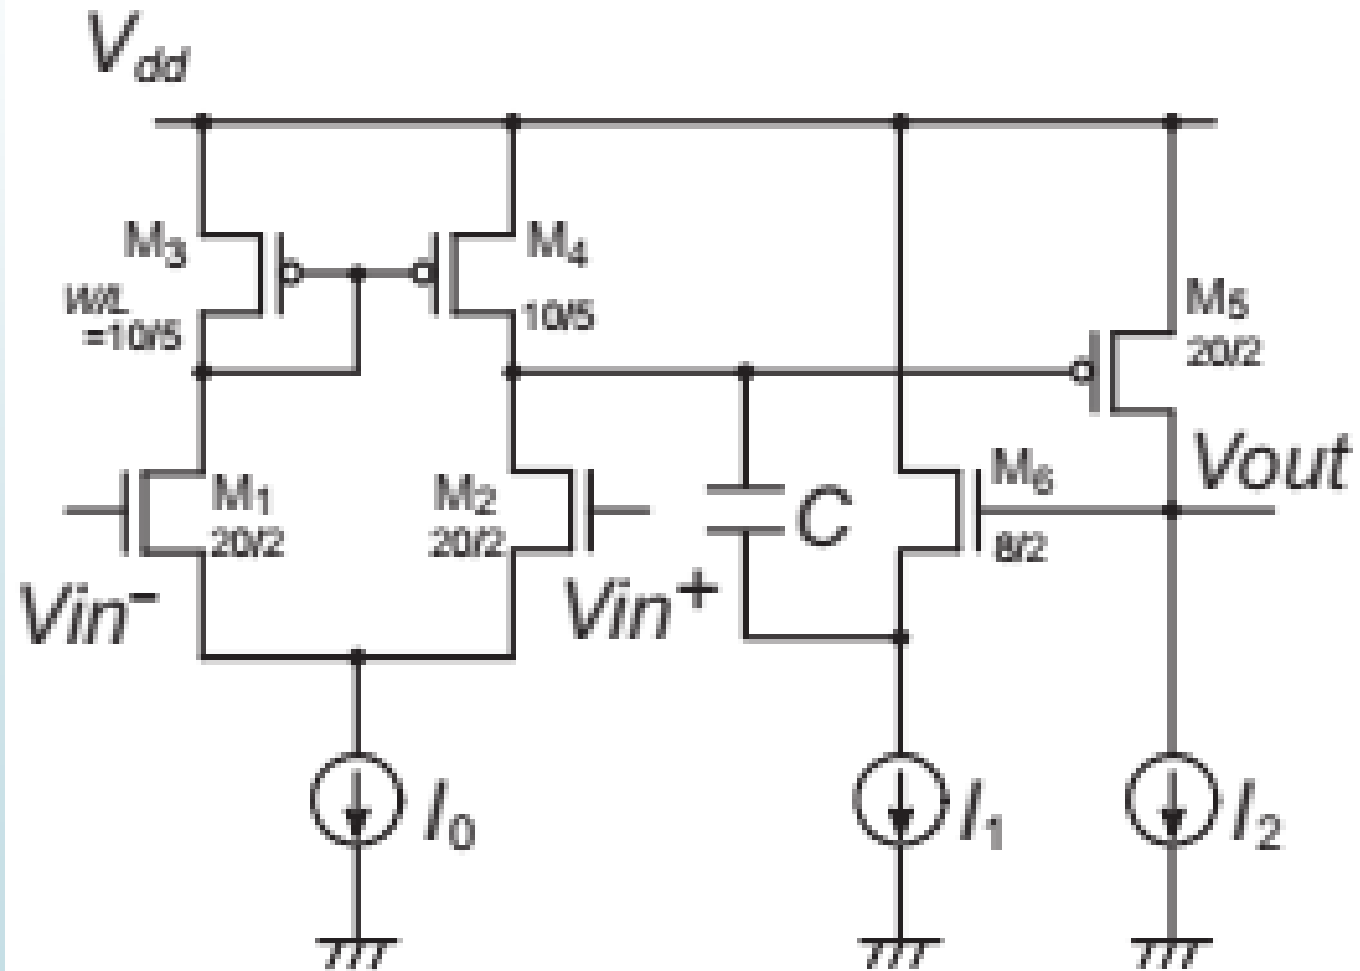 Vdd
M3
W/L
=10/5
M4
10/5
M5
20/2
M1
20/2
M2
20/2
C
M6
8/2
Vout
Vin-
Vin+
I0
I1
I2